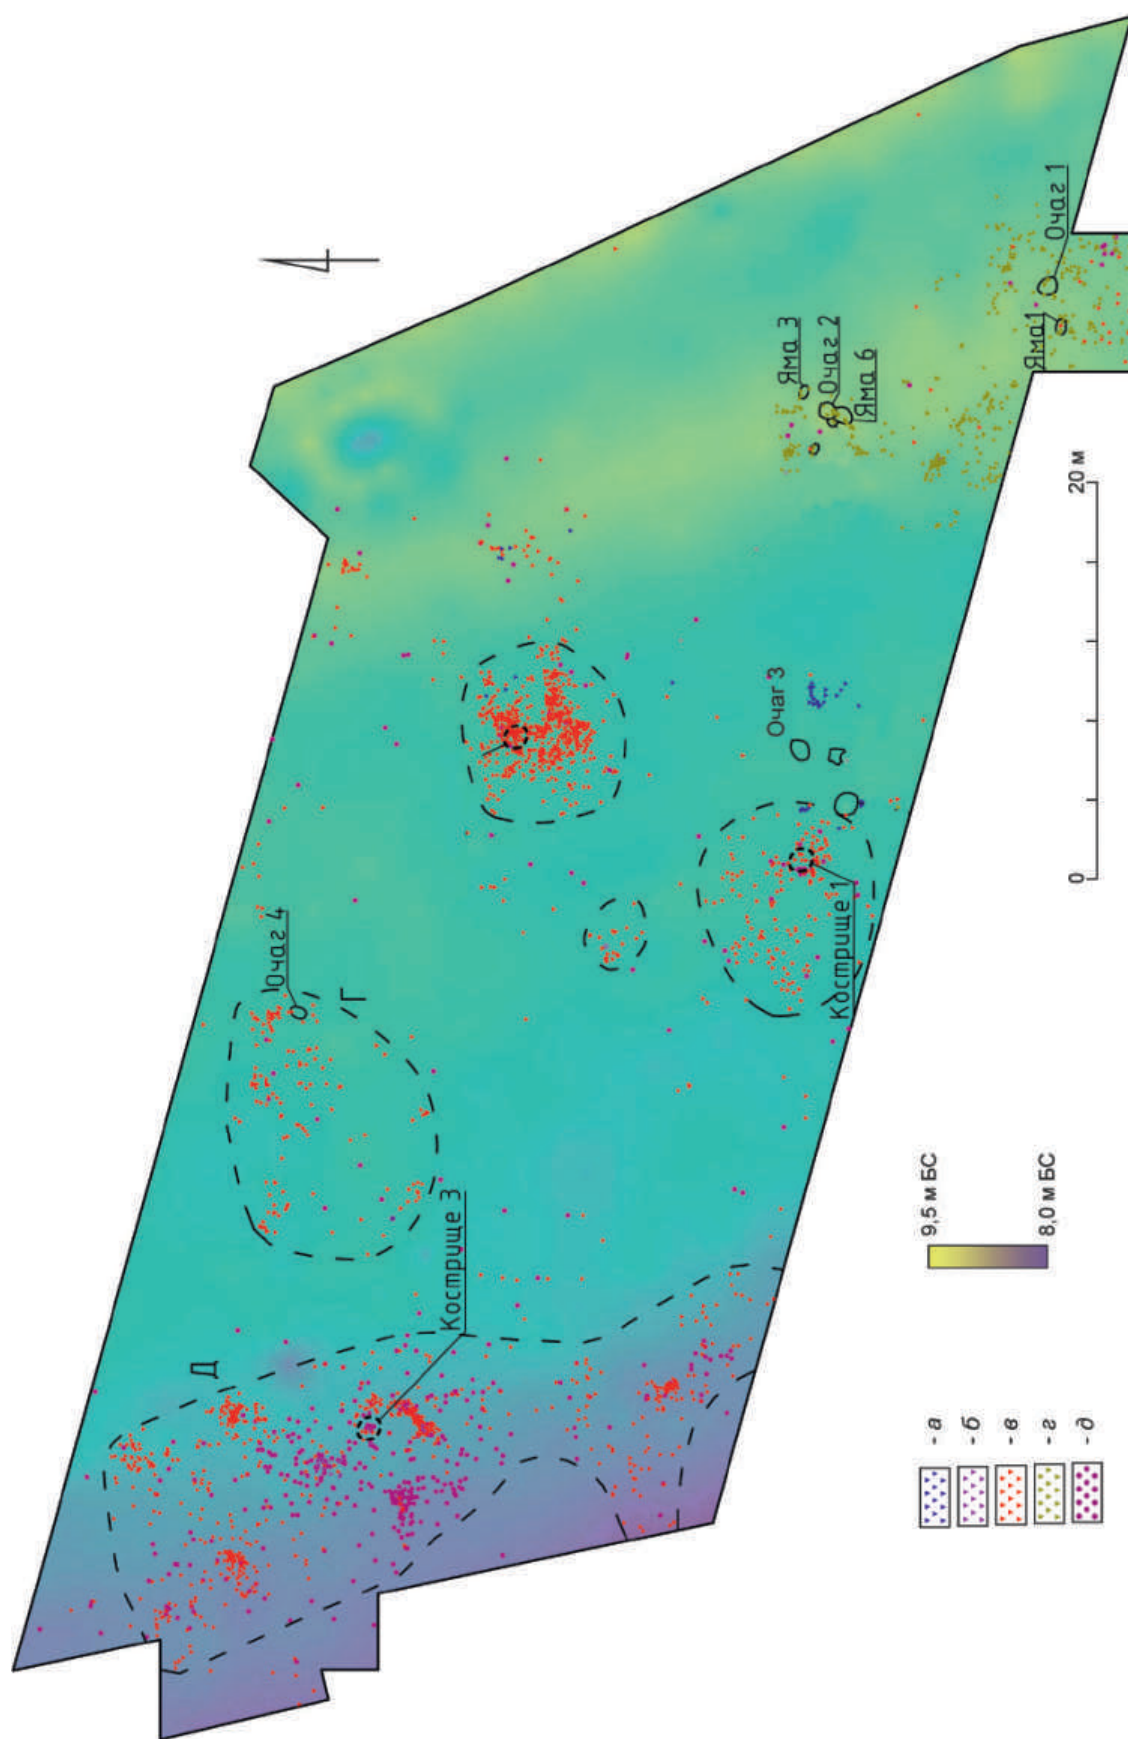 Яма 3
Очаг 2
Яма 6
Очаг 1
Яма 1
Очаг 3
Очаг 4
Г
Кострище 1
Кострище 3
Д
0
20 м
9,5 м БС
8,0 м БС
- а
- б
- в
- г
- д